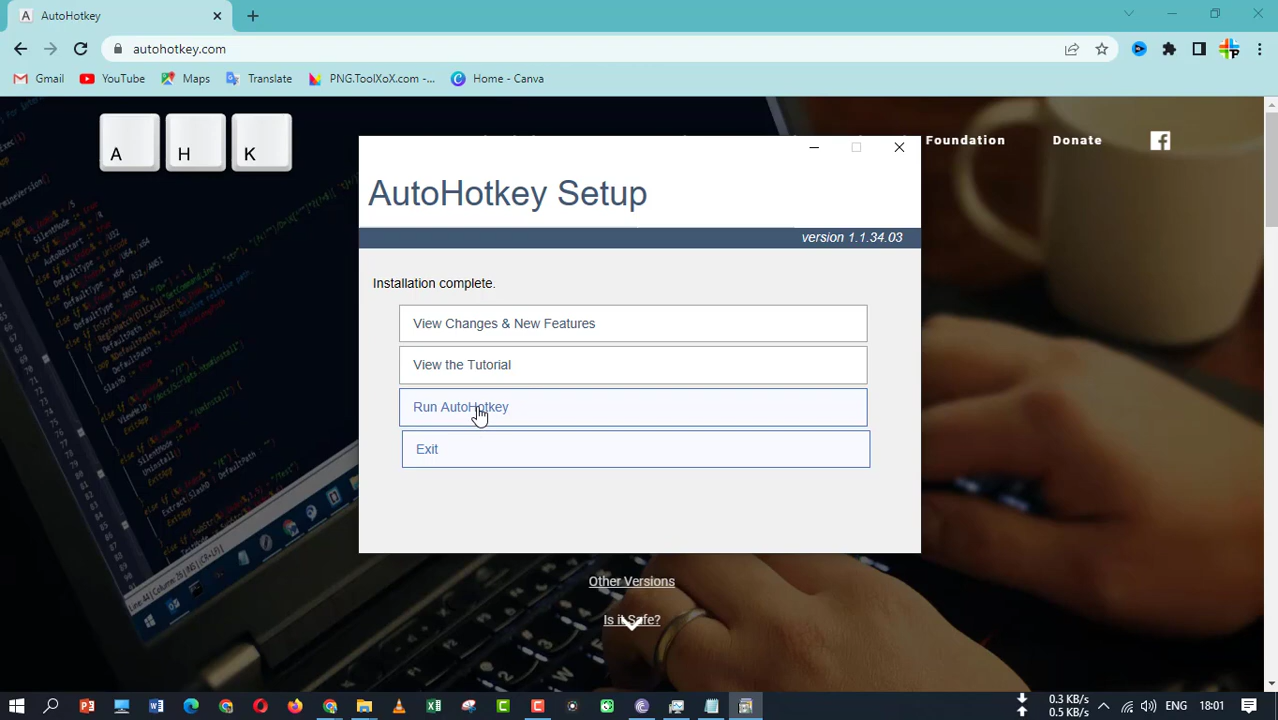 AutoHotkey
autohotkey.com
Gmail YouTube Maps Translate PNG.ToolXoX.com -... Home - Canva
A H K
Foundation Donate
AutoHotkey Setup
version 1.1.34.03
Installation complete.
View Changes & New Features
View the Tutorial
Run AutoHotkey
Exit
Other Versions
Is it Safe?
0.3 KB/s
0.5 KB/s
ENG 18:01